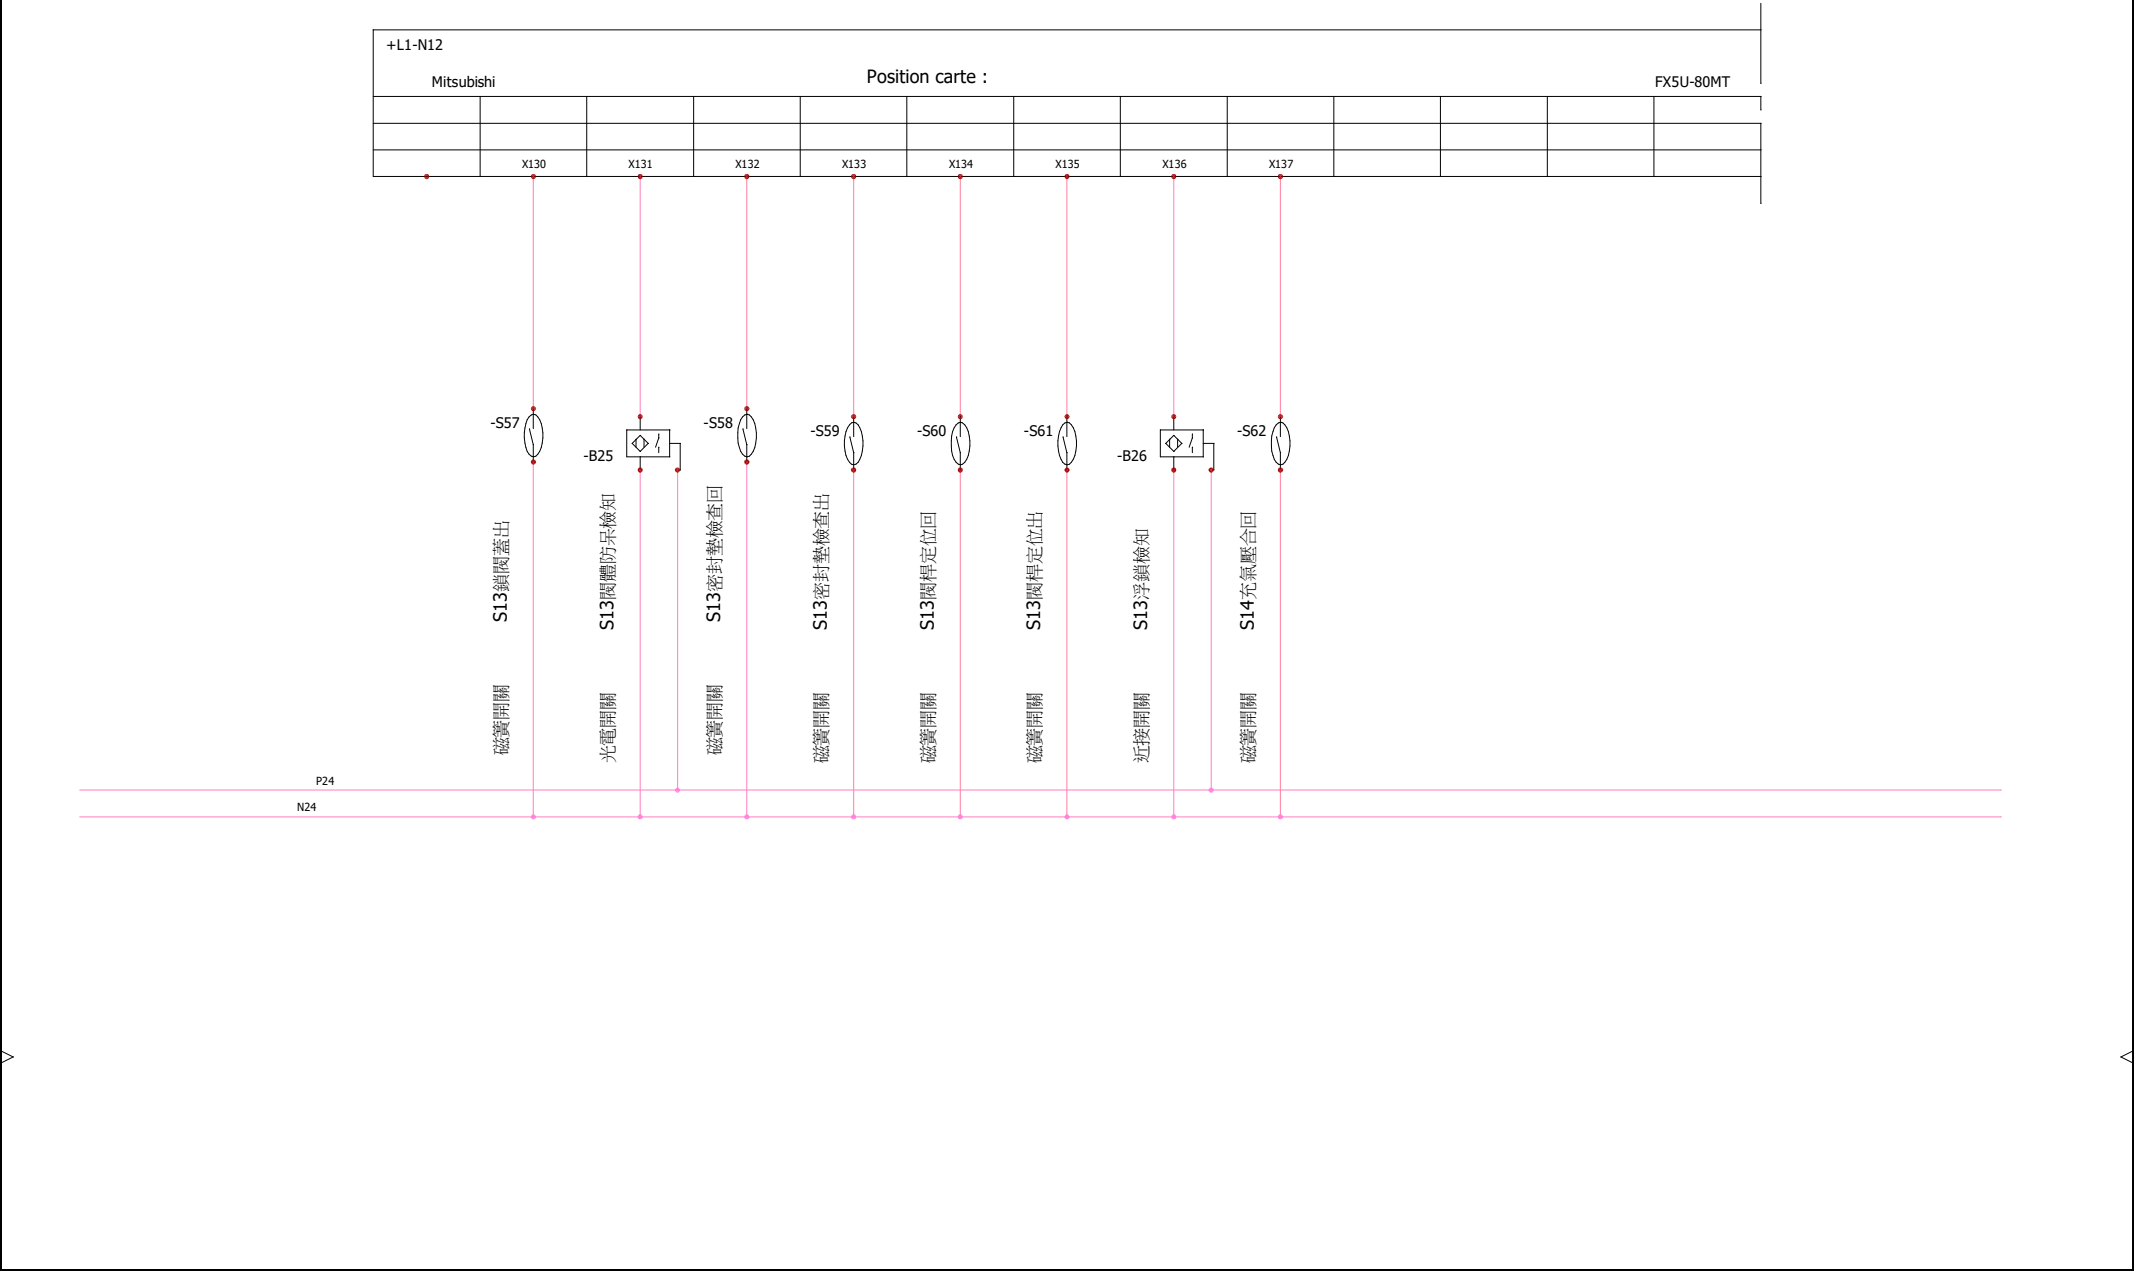 +L1-N12
Mitsubishi
Position carte :
FX5U-80MT
X130
X131
X132
X133
X134
X135
X136
X137
-S57
-B25
-S58
-S59
-S60
-S61
-B26
-S62
S13鎖閥蓋出
S13閥體防呆檢知
S13密封墊檢查回
S13密封墊檢查出
S13閥桿定位回
S13閥桿定位出
S13浮鎖檢知
S14充氣壓合回
磁簧開關
光電開關
磁簧開關
磁簧開關
磁簧開關
磁簧開關
近接開關
磁簧開關
P24
N24